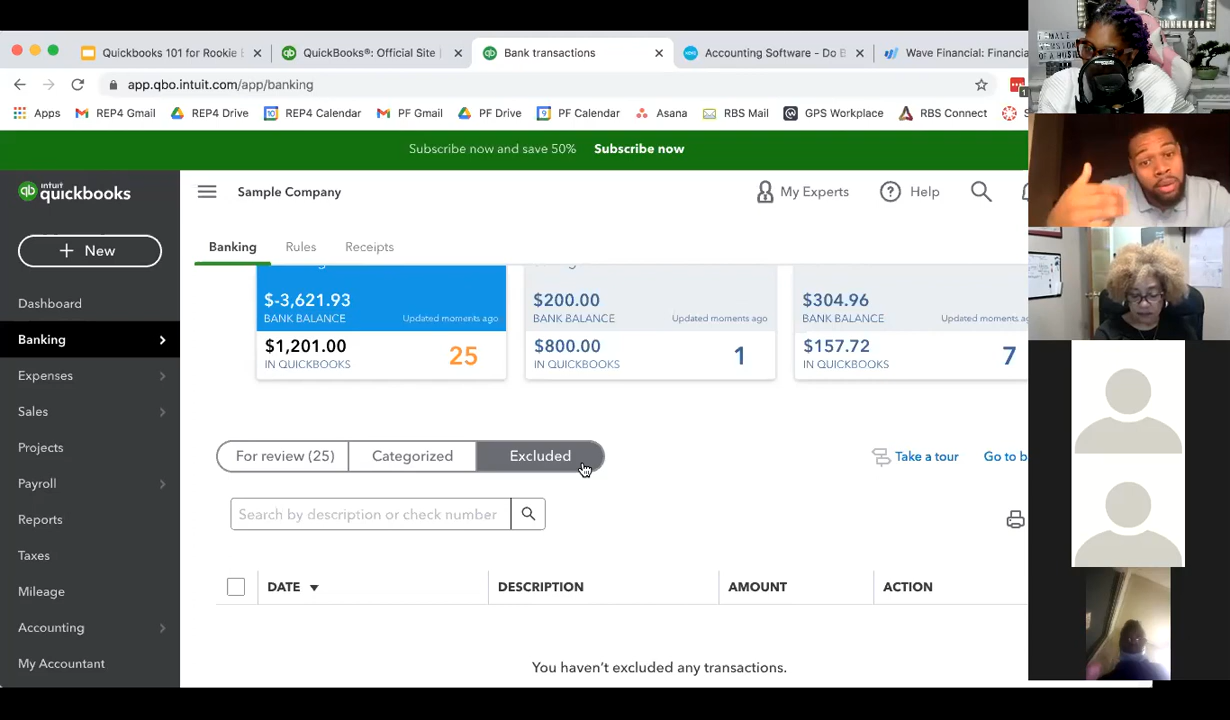 Quickbooks 101 for Rookie
QuickBooks®: Official Site
Bank transactions
Accounting Software - Do B
Wave Financial: Financi
app.qbo.intuit.com/app/banking
Apps
REP4 Gmail
REP4 Drive
REP4 Calendar
PF Gmail
PF Drive
PF Calendar
Asana
RBS Mail
GPS Workplace
RBS Connect
S
Subscribe now and save 50% Subscribe now
intuit
quickbooks
Sample Company
My Experts
Help
+ New
Banking
Rules
Receipts
Dashboard
Banking
Expenses
Sales
Projects
Payroll
Reports
Taxes
Mileage
Accounting
My Accountant
$-3,621.93
BANK BALANCE
Updated moments ago
$1,201.00
IN QUICKBOOKS
25
$200.00
BANK BALANCE
Updated moments ago
$800.00
IN QUICKBOOKS
1
$304.96
BANK BALANCE
Updated moments ag
$157.72
IN QUICKBOOKS
7
For review (25)
Categorized
Excluded
Take a tour
Go to b
Search by description or check number
DATE
DESCRIPTION
AMOUNT
ACTION
You haven't excluded any transactions.